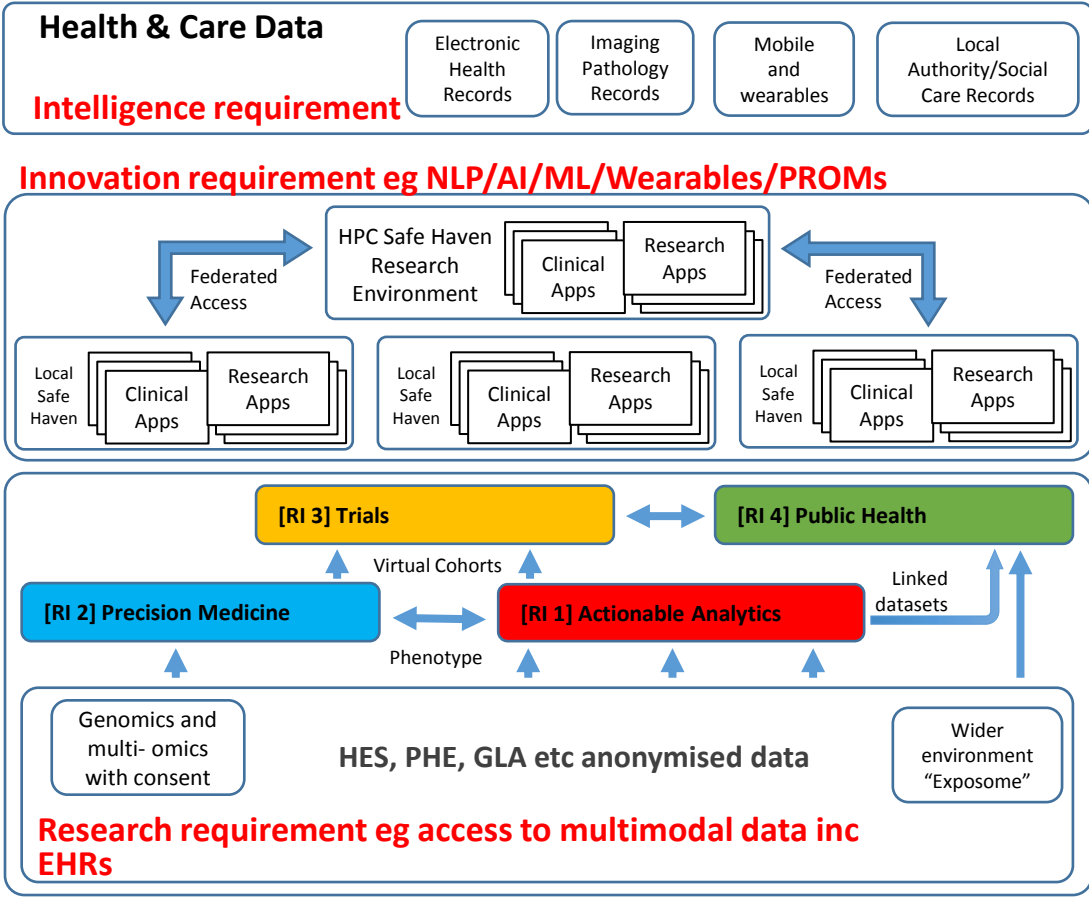 Health & Care Data
Intelligence requirement
Electronic
Health
Records
Imaging
Pathology
Records
Mobile
and
wearables
Local
Authority/Social
Care Records
Innovation requirement eg NLP/AI/ML/Wearables/PROMs
HPC Safe Haven
Research
Environment
Clinical
Apps
Research
Apps
Federated
Access
Federated
Access
Local
Safe
Haven
Clinical
Apps
Research
Apps
Local
Safe
Haven
Clinical
Apps
Research
Apps
Local
Safe
Haven
Clinical
Apps
Research
Apps
[RI 3] Trials
[RI 4] Public Health
Virtual Cohorts
[RI 2] Precision Medicine
[RI 1] Actionable Analytics
Linked
datasets
Phenotype
Genomics and
multi- omics
with consent
HES, PHE, GLA etc anonymised data
Wider
environment
“Exposome”
Research requirement eg access to multimodal data inc
EHRs